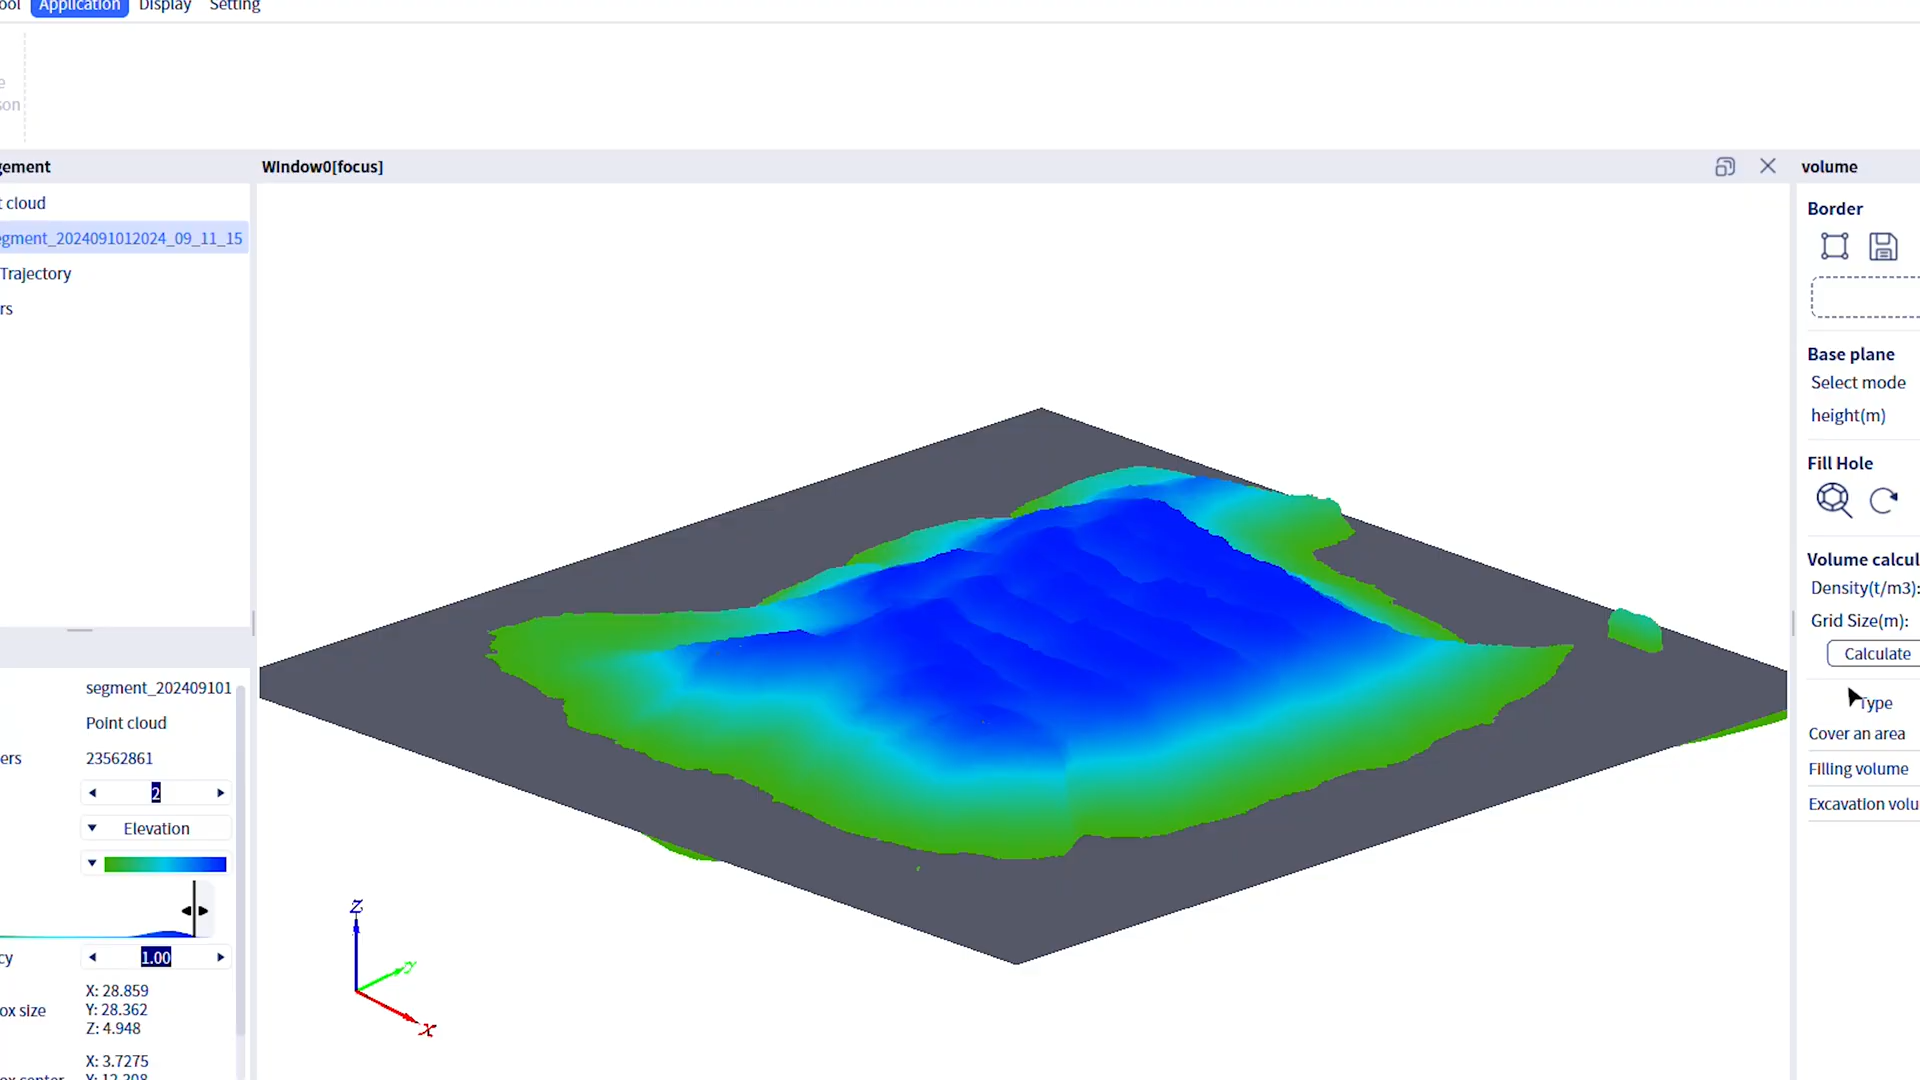 ool Application Display Setting
e
son
gement
t cloud
egment_2024091012024_09_11_15
Trajectory
rs
segment_202409101
Point cloud
ers 23562861
2
Elevation
cy 1.00
ox size X: 28.859
Y: 28.362
Z: 4.948
X: 3.7275
WIndow0[focus]
Z
Y
X
volume
Border
Base plane
Select mode
height(m)
Fill Hole
Volume calcul
Density(t/m3):
Grid Size(m):
Calculate
Type
Cover an area
Filling volume
Excavation volu